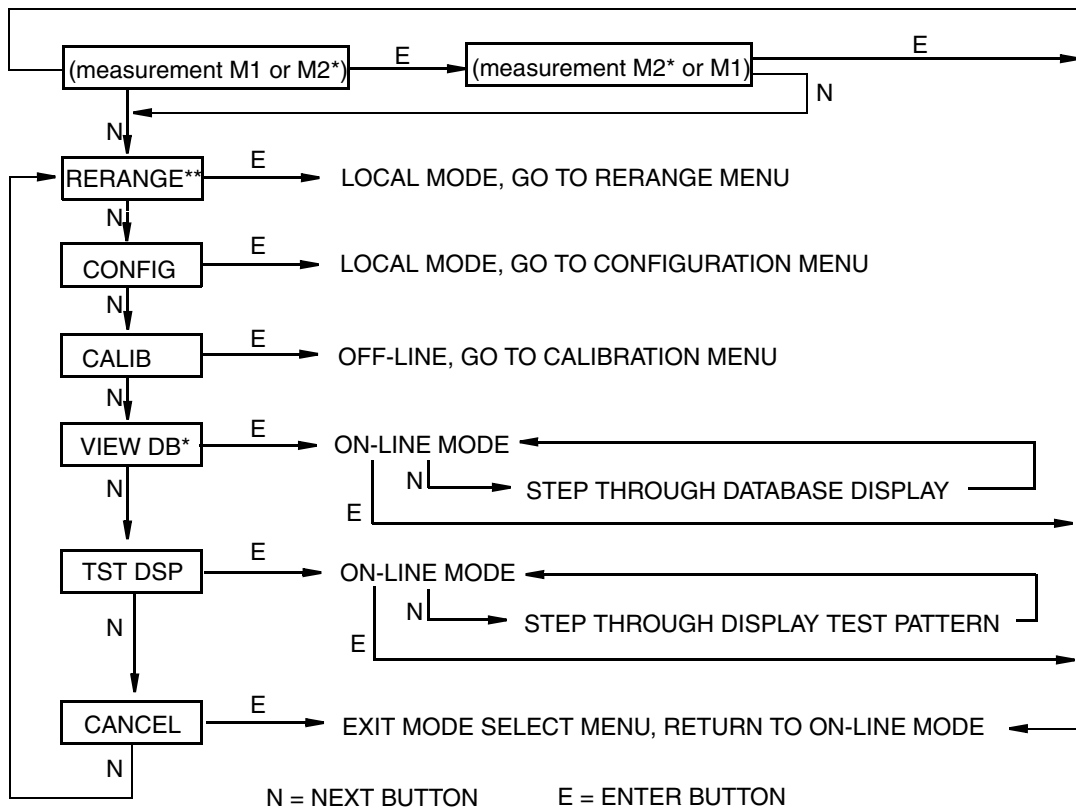 (measurement M1 or M2*) E (measurement M2* or M1) E
N
N
RERANGE** E LOCAL MODE, GO TO RERANGE MENU
N
CONFIG E LOCAL MODE, GO TO CONFIGURATION MENU
N
CALIB E OFF-LINE, GO TO CALIBRATION MENU
N
VIEW DB* E ON-LINE MODE
N N STEP THROUGH DATABASE DISPLAY
E
TST DSP E ON-LINE MODE
N N STEP THROUGH DISPLAY TEST PATTERN
E
CANCEL E EXIT MODE SELECT MENU, RETURN TO ON-LINE MODE
N
N = NEXT BUTTON E = ENTER BUTTON